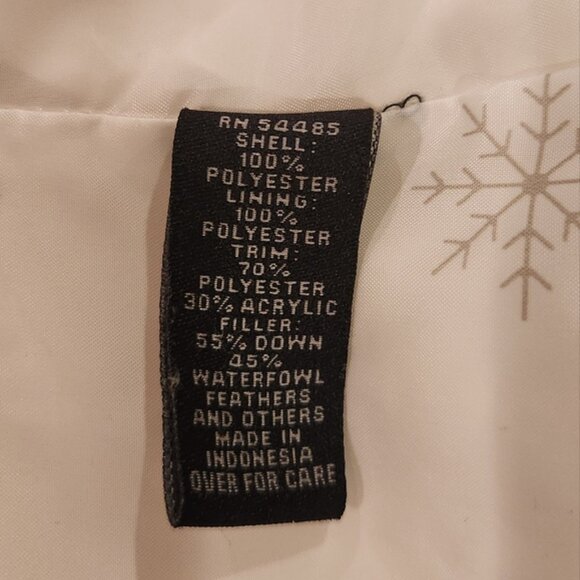 RN 54485
SHELL:
100%
POLYESTER
LINING:
100%
POLYESTER
TRIM:
70%
POLYESTER
30% ACRYLIC
FILLER:
55% DOWN
45%
WATERFOWL
FEATHERS
AND OTHERS
MADE IN
INDONESIA
OVER FOR CARE